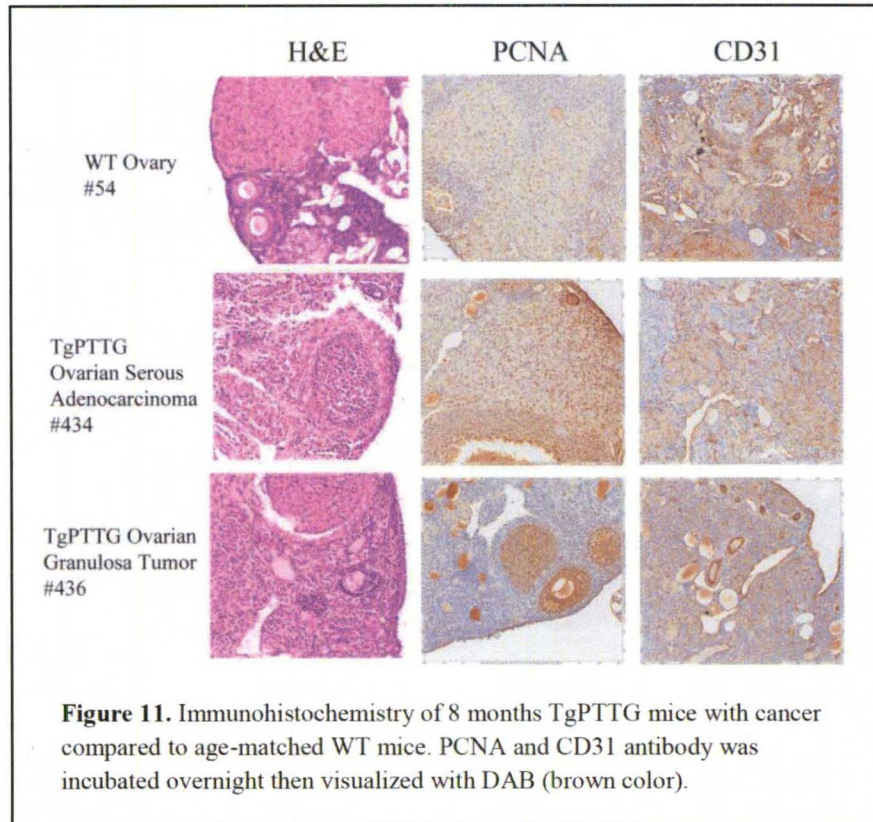 H&E PCNA CD31
WT Ovary
#54
TgPTTG
Ovarian Serous
Adenocarcinoma
#434
TgPTTG Ovarian
Granulosa Tumor
#436
Figure 11. Immunohistochemistry of 8 months TgPTTG mice with cancer
compared to age-matched WT mice. PCNA and CD31 antibody was
incubated overnight then visualized with DAB (brown color).